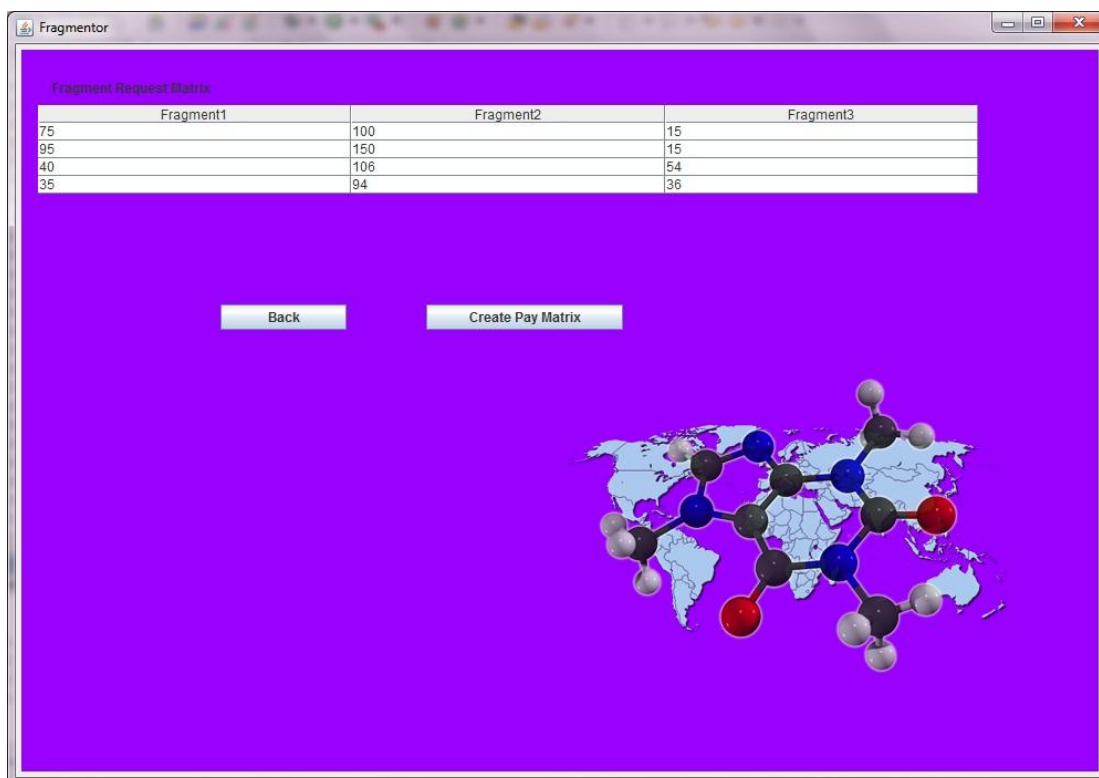 Fragmentor
Fragment Request Matrix
Fragment1 Fragment2 Fragment3
75 100 15
95 150 15
40 106 54
35 94 36
Back Create Pay Matrix